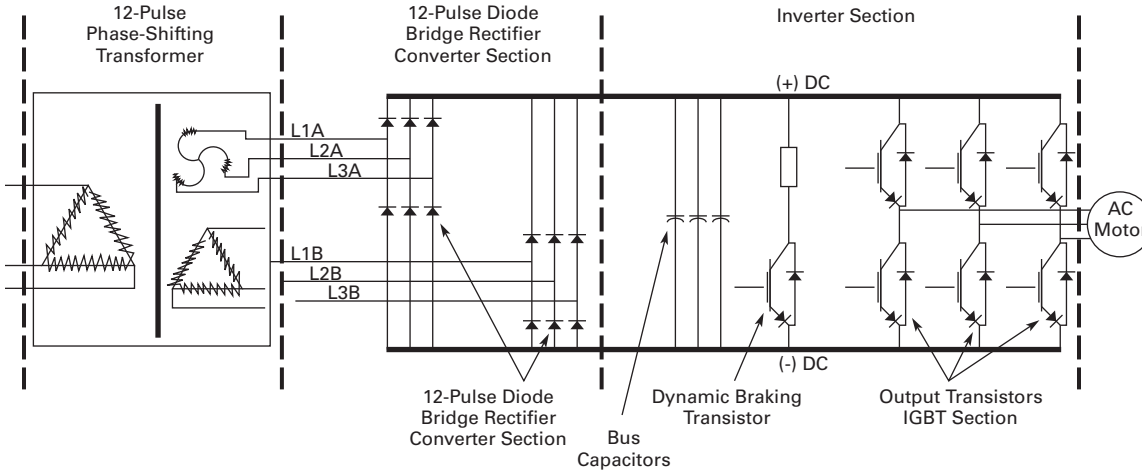 12-Pulse
Phase-Shifting
Transformer
12-Pulse Diode
Bridge Rectifier
Converter Section
Inverter Section
(+) DC
L1A
L2A
L3A
L1B
L2B
L3B
AC
Motor
(-) DC
12-Pulse Diode
Bridge Rectifier
Converter Section
Bus
Capacitors
Dynamic Braking
Transistor
Output Transistors
IGBT Section